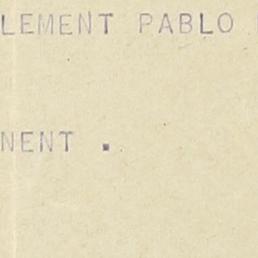 LEMENT PABLO
NENT .